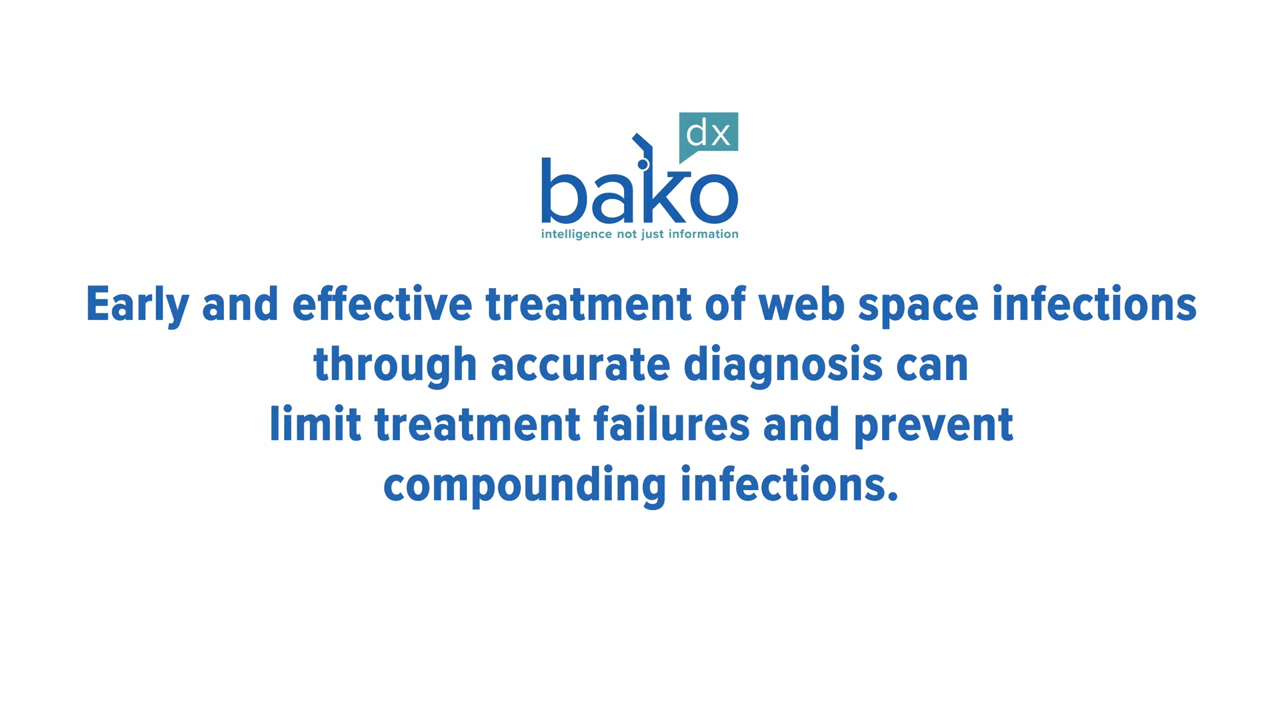 dx
bako
intelligence not just information
Early and effective treatment of web space infections
through accurate diagnosis can
limit treatment failures and prevent
compounding infections.